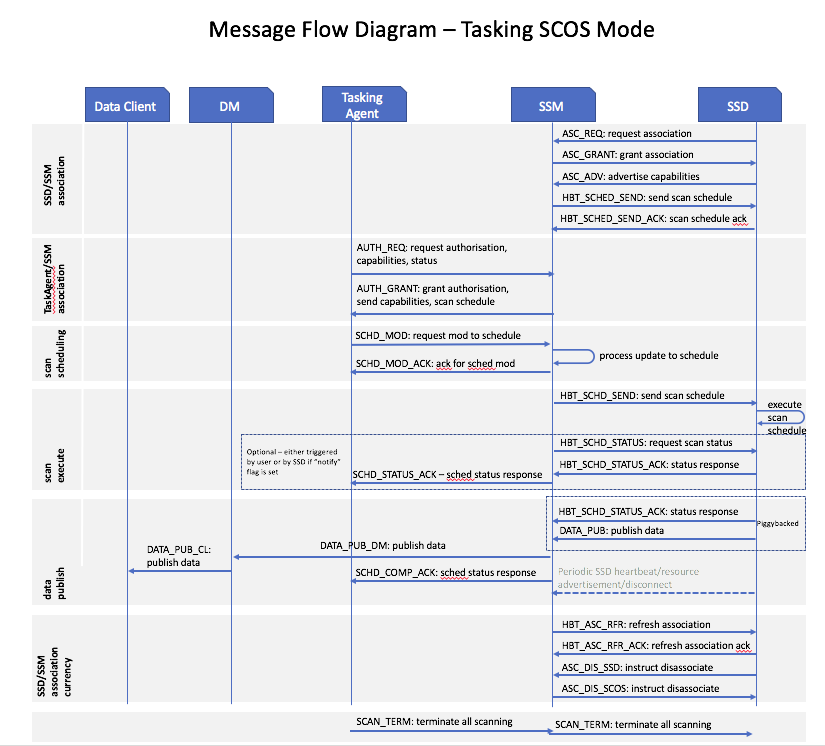 Message Flow Diagram – Tasking SCOS Mode
Data Client
DM
Tasking
Agent
SSM
SSD
SSD/SSM
association
ASC_REQ: request association
ASC_GRANT: grant association
ASC_ADV: advertise capabilities
HBT_SCHED_SEND: send scan schedule
HBT_SCHED_SEND_ACK: scan schedule ack
TaskAgent/SSM
association
AUTH_REQ: request authorisation,
capabilities, status
AUTH_GRANT: grant authorisation,
send capabilities, scan schedule
scan
scheduling
SCHD_MOD: request mod to schedule
process update to schedule
SCHD_MOD_ACK: ack for sched mod
scan
execute
HBT_SCHD_SEND: send scan schedule
execute
scan
schedule
Optional – either triggered
by user or by SSD if "notify"
flag is set
HBT_SCHD_STATUS: request scan status
HBT_SCHD_STATUS_ACK: status response
SCHD_STATUS_ACK – sched status response
data
publish
HBT_SCHD_STATUS_ACK: status response
Piggybacked
DATA_PUB: publish data
DATA_PUB_DM: publish data
DATA_PUB_CL:
publish data
SCHD_COMP_ACK: sched status response
Periodic SSD heartbeat/resource
advertisement/disconnect
SSD/SSM
association
currency
HBT_ASC_RFR: refresh association
HBT_ASC_RFR_ACK: refresh association ack
ASC_DIS_SSD: instruct disassociate
ASC_DIS_SCOS: instruct disassociate
SCAN_TERM: terminate all scanning
SCAN_TERM: terminate all scanning